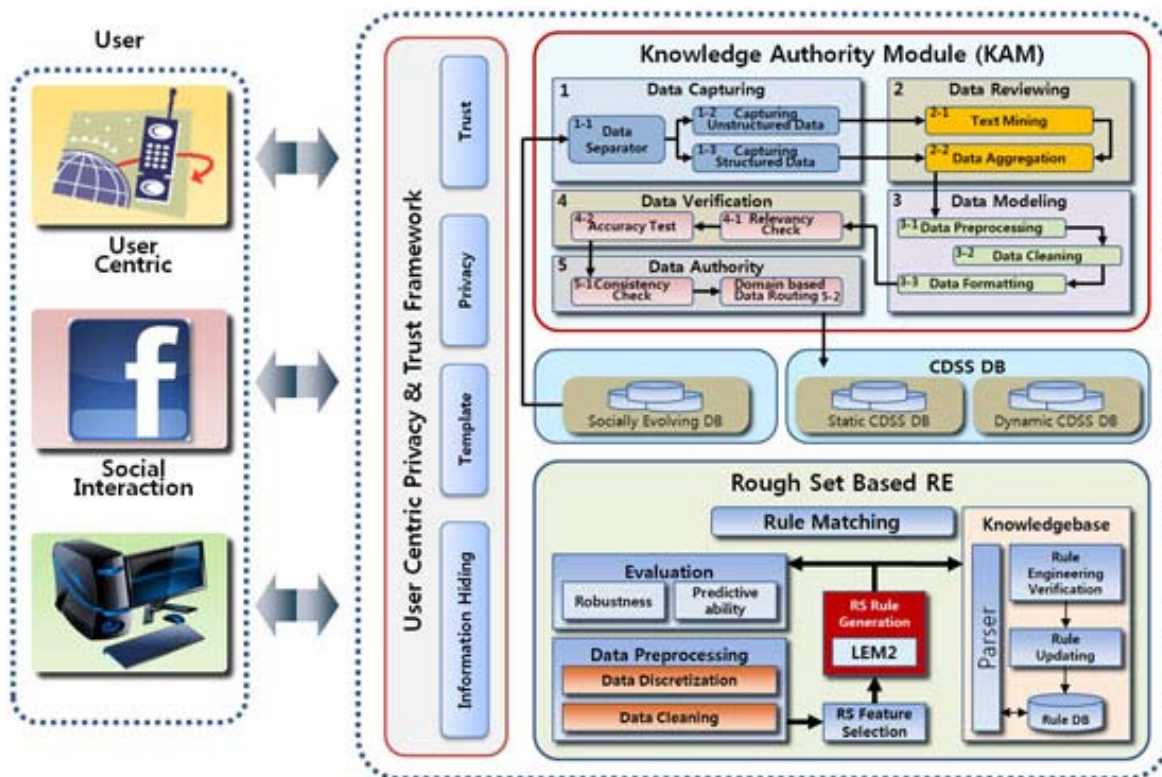 User
User
Centric
f
Social
Interaction
User Centric Privacy & Trust Framework
Trust
Privacy
Template
Information Hiding
Knowledge Authority Module (KAM)
1 Data Capturing
1-1 Data
Separator
1-2 Capturing
Unstructured Data
1-3 Capturing
Structured Data
2 Data Reviewing
2-1 Text Mining
2-2 Data Aggregation
3 Data Modeling
3-1 Data Preprocessing
3-2 Data Cleaning
3-3 Data Formatting
4 Data Verification
4-2 Accuracy Test
4-1 Relevancy
Check
5 Data Authority
5-1 Consistency
Check
Domain based
Data Routing 5-2
Socially Evolving DB
CDSS DB
Static CDSS DB
Dynamic CDSS DB
Rough Set Based RE
Rule Matching
Evaluation
Robustness
Predictive
ability
Data Preprocessing
Data Discretization
Data Cleaning
RS Rule
Generation
LEM2
RS Feature
Selection
Knowledgebase
Parser
Rule
Engineering
Verification
Rule
Updating
Rule DB